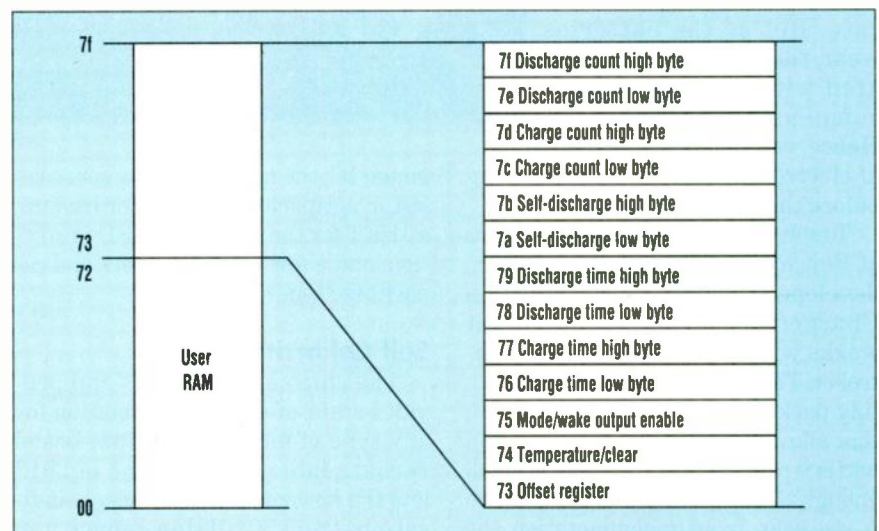 7f
73
72
User
RAM
00
7f Discharge count high byte
7e Discharge count low byte
7d Charge count high byte
7c Charge count low byte
7b Self-discharge high byte
7a Self-discharge low byte
79 Discharge time high byte
78 Discharge time low byte
77 Charge time high byte
76 Charge time low byte
75 Mode/wake output enable
74 Temperature/clear
73 Offset register